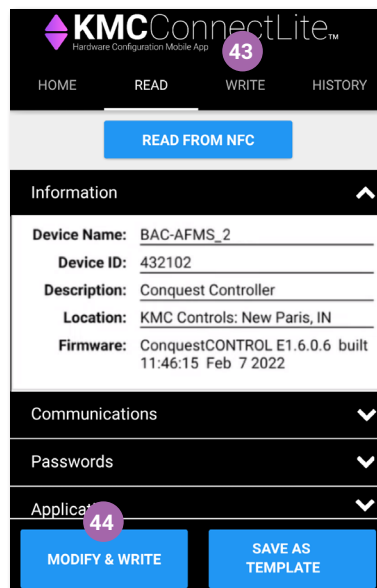 KMCConnectLite™
Hardware Configuration Mobile App
43
HOME READ WRITE HISTORY
READ FROM NFC
Information
Device Name: BAC-AFMS_2
Device ID: 432102
Description: Conquest Controller
Location: KMC Controls: New Paris, IN
Firmware: ConquestCONTROL E1.6.0.6 built
11:46:15 Feb 7 2022
Communications
Passwords
44
MODIFY & WRITE
SAVE AS
TEMPLATE